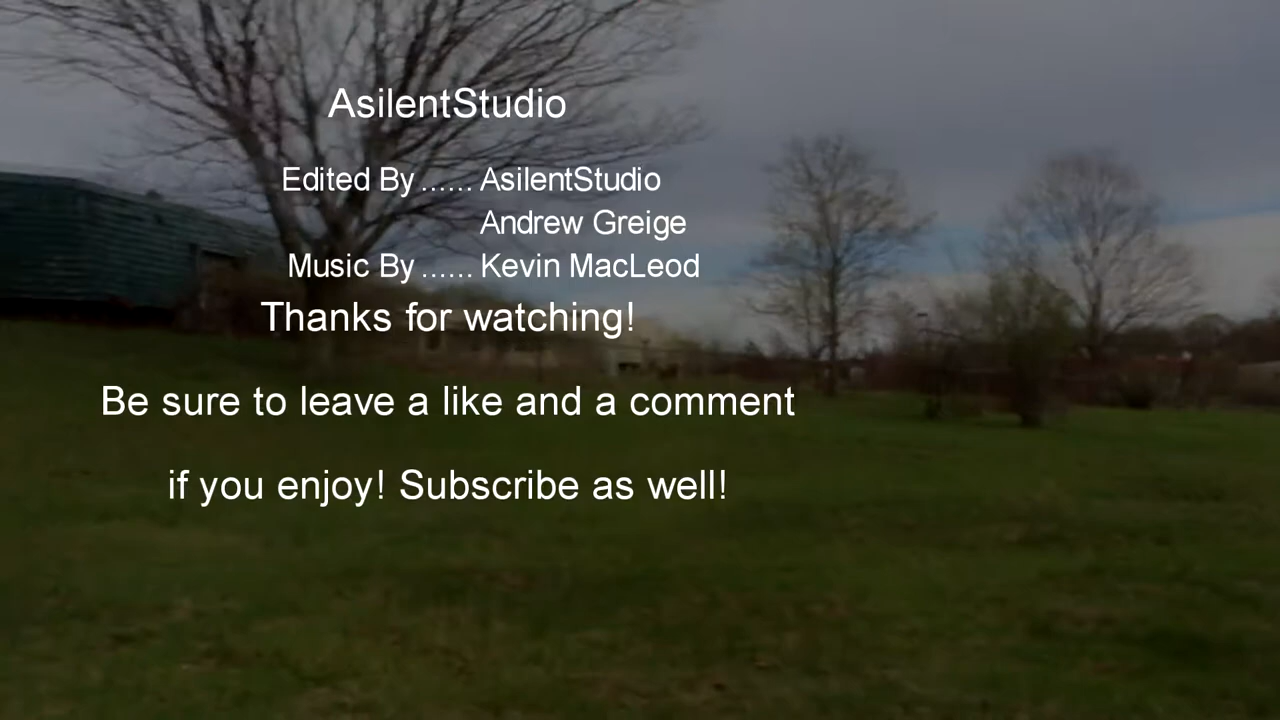 AsilentStudio
Edited By ...... AsilentStudio
Andrew Greige
Music By ...... Kevin MacLeod
Thanks for watching!
Be sure to leave a like and a comment
if you enjoy! Subscribe as well!